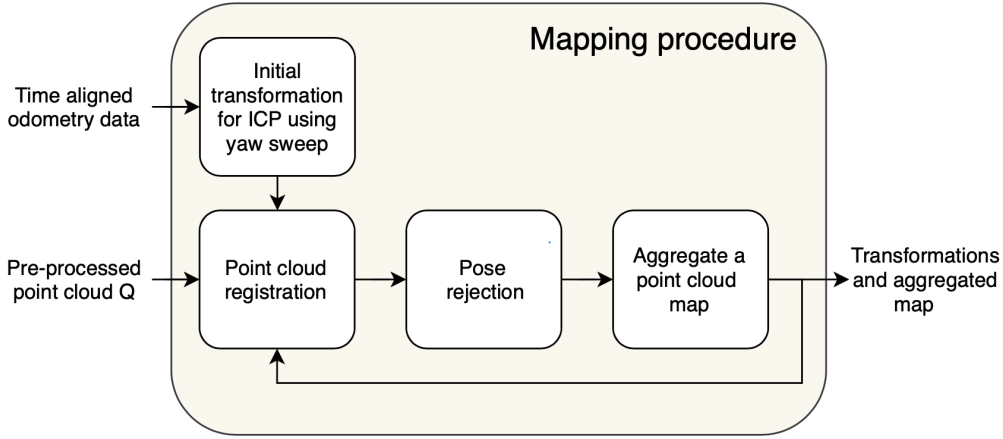 Mapping procedure
Time aligned
odometry data
Initial
transformation
for ICP using
yaw sweep
Pre-processed
point cloud Q
Point cloud
registration
Pose
rejection
Aggregate a
point cloud
map
Transformations
and aggregated
map